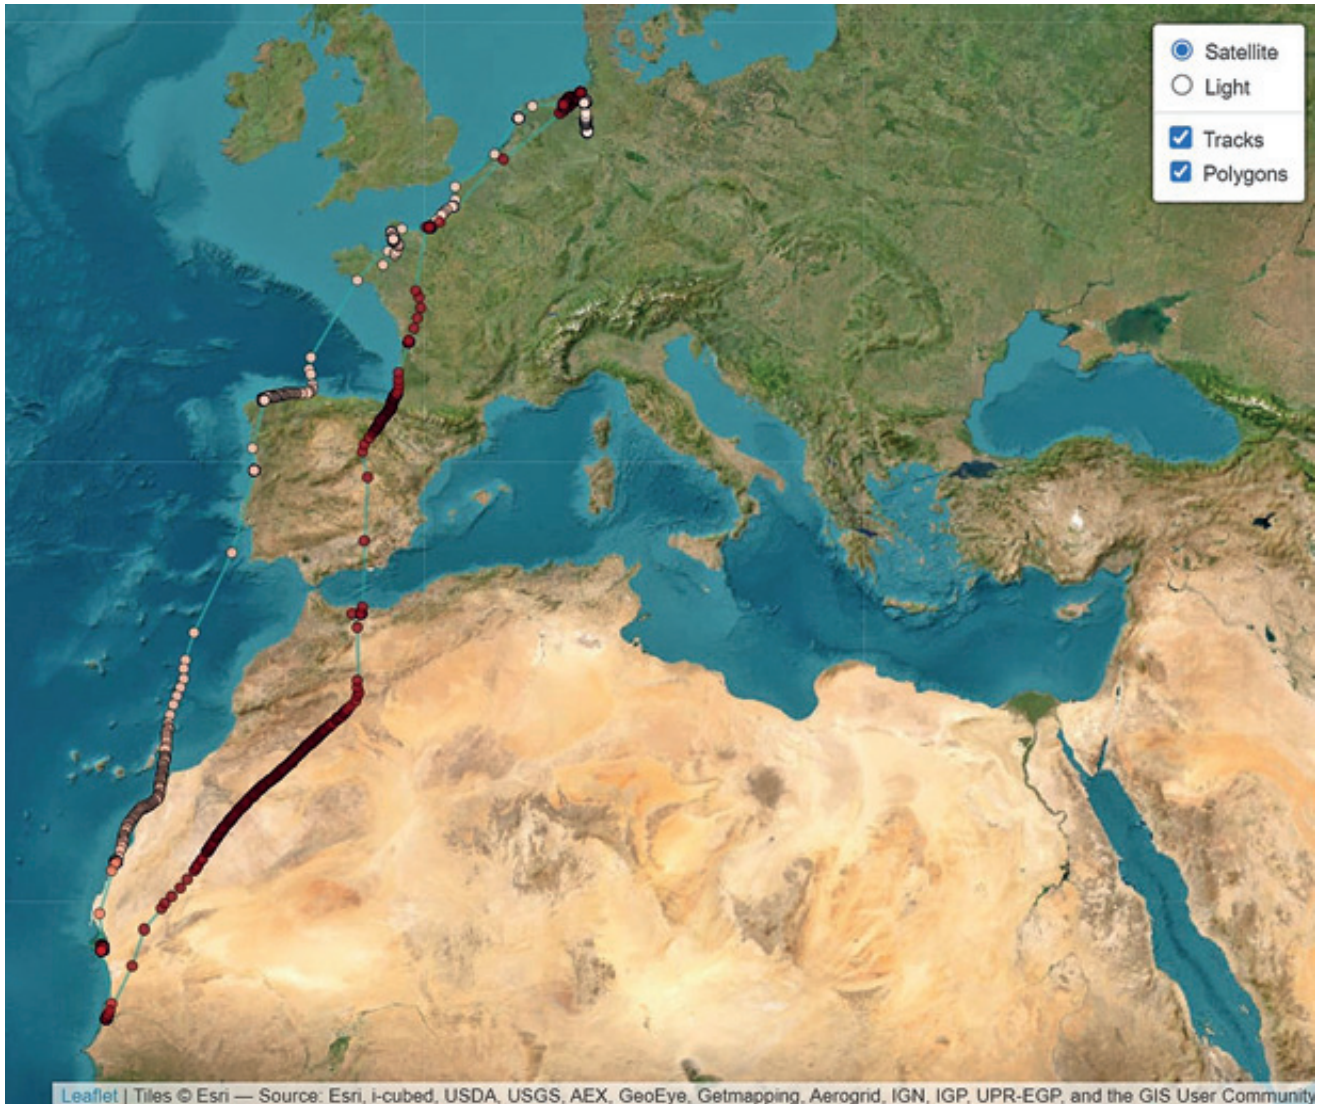 Satellite
Light
Tracks
Polygons
Leaflet | Tiles © Esri — Source: Esri, i-cubed, USDA, USGS, AEX, GeoEye, Getmapping, Aerogrid, IGN, IGP, UPR-EGP, and the GIS User Community